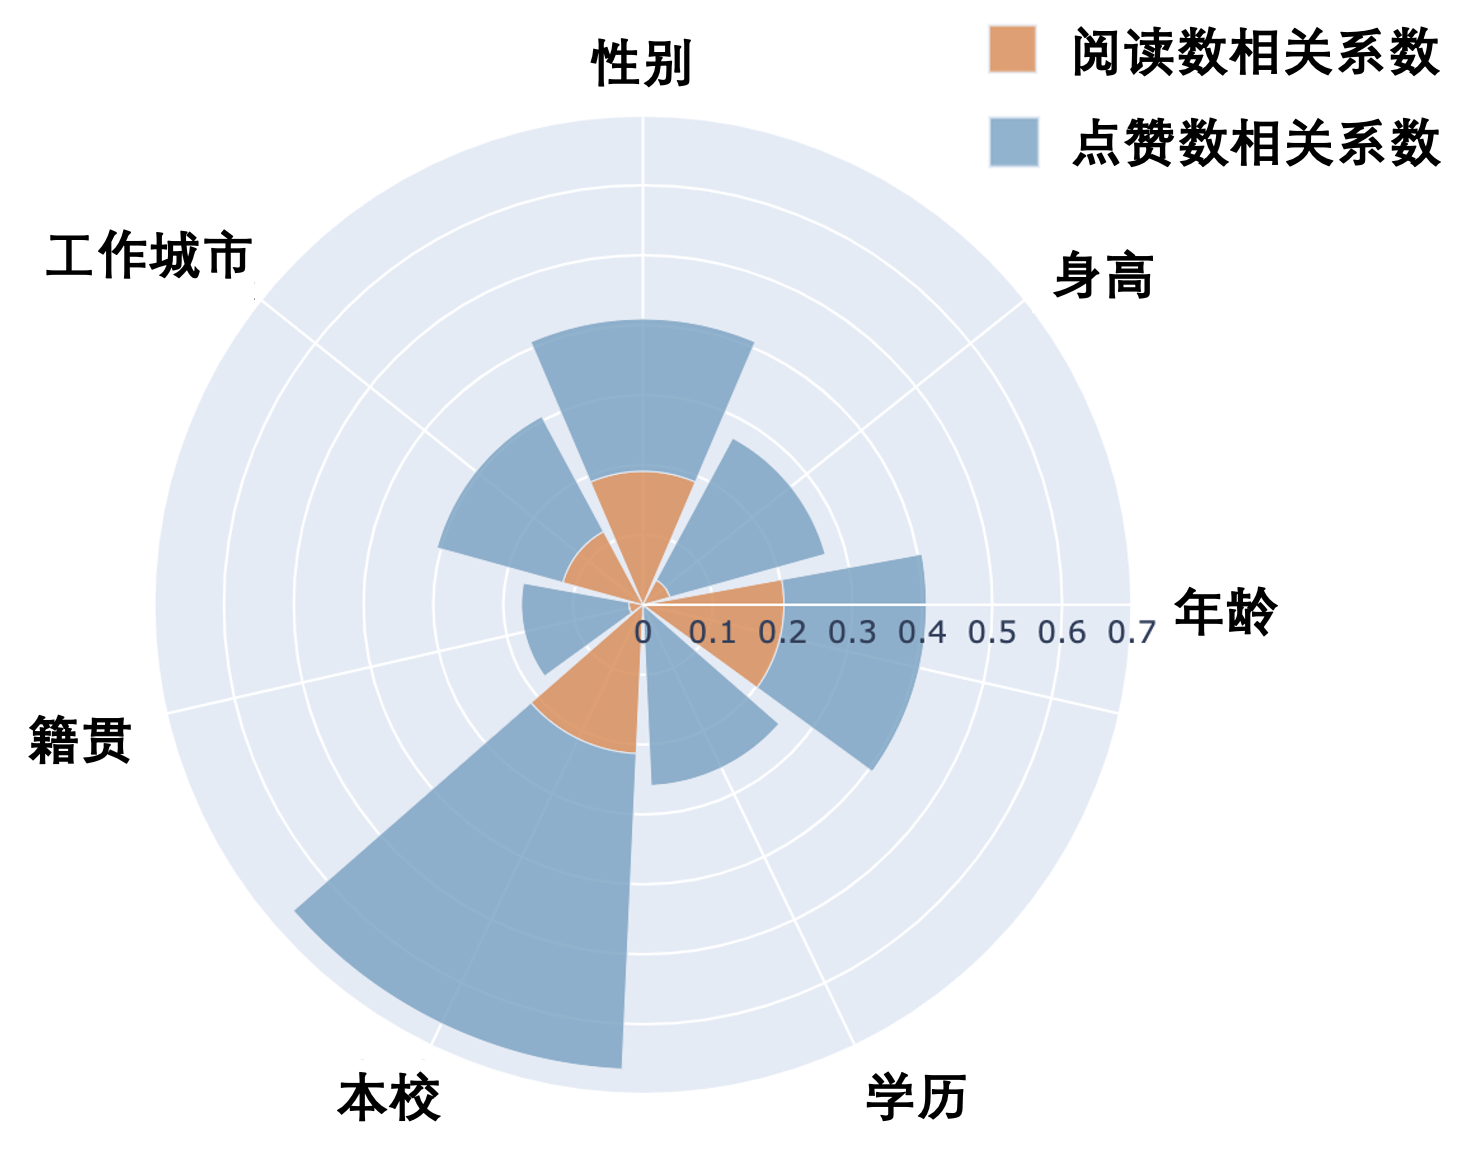 性别
阅读数相关系数
点赞数相关系数
工作城市
身高
年龄
0 0.1 0.2 0.3 0.4 0.5 0.6 0.7
籍贯
本校
学历